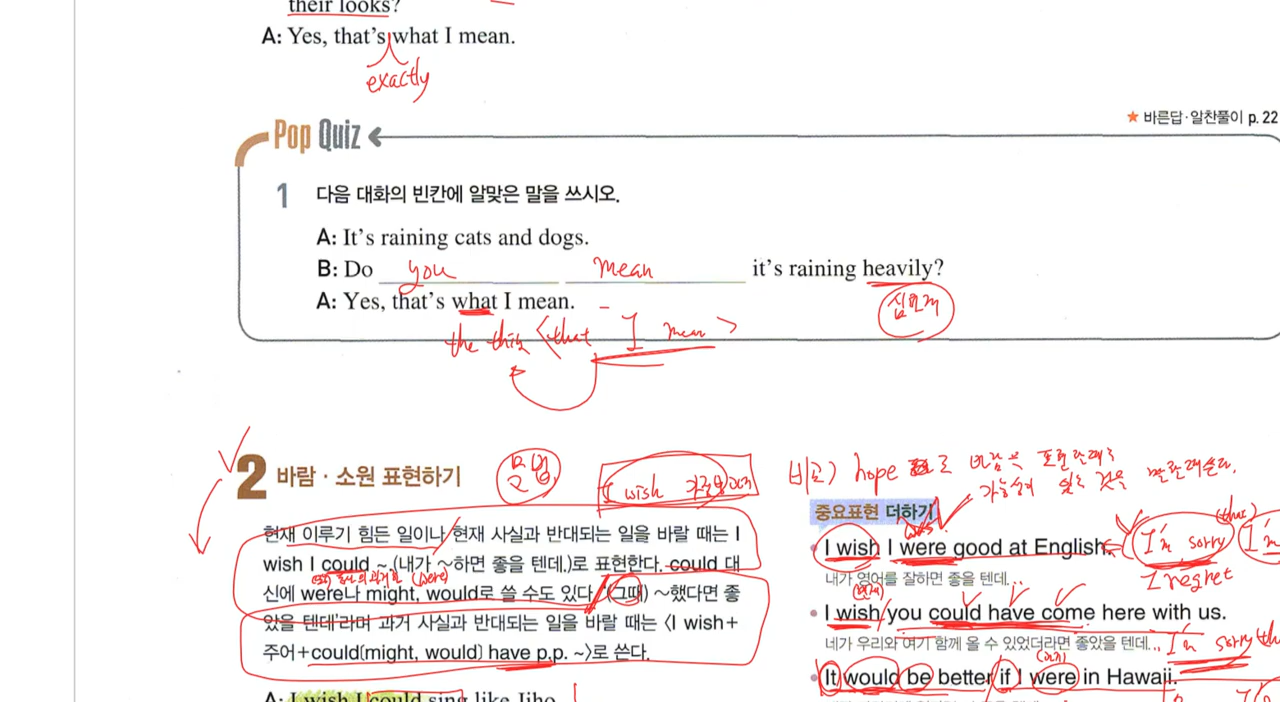 their looks?
A: Yes, that's what I mean.
exactly
★ 바른답·알찬풀이 p. 22
Pop Quiz
1 다음 대화의 빈칸에 알맞은 말을 쓰시오.
A: It's raining cats and dogs.
B: Do you mean it's raining heavily?
A: Yes, that's what I mean.
심하게
the thing <that I mean>
2 바람·소원 표현하기
I wish 가정법
현재 이루기 힘든 일이나 현재 사실과 반대되는 일을 바랄 때는 I
wish I could ~.(내가 ~하면 좋을 텐데.)로 표현한다. could 대
(were)
신에 were나 might, would로 쓸 수도 있다. '(그때) ~했다면 좋
았을 텐데'라며 과거 사실과 반대되는 일을 바랄 때는 〈I wish+
주어+could(might, would) have p.p. ~〉로 쓴다.
A: I wish I could sing like Jiho.
비교) hope 로 바람을 표현할때는
가능성이 있는 것을 말할때쓴다.
중요표현 더하기
was
(that)
• I wish I were good at English.
I'm sorry
내가 영어를 잘하면 좋을 텐데.
I regret
• I wish you could have come here with us.
네가 우리와 여기 함께 올 수 있었더라면 좋았을 텐데.
I'm sorry
• It would be better if I were in Hawaii.